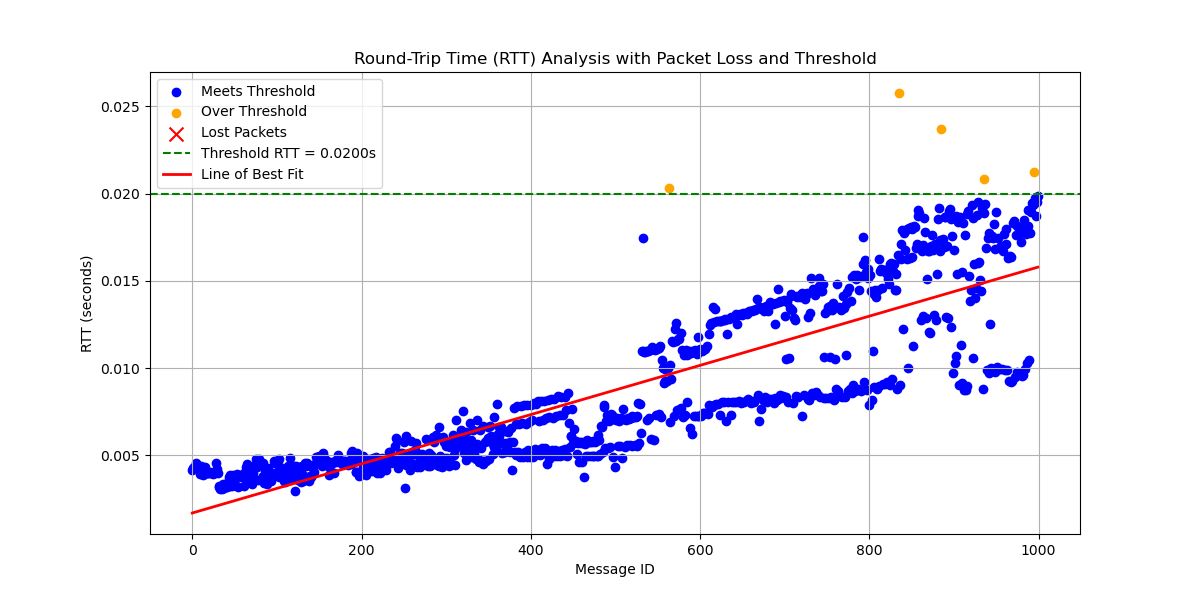 Round-Trip Time (RTT) Analysis with Packet Loss and Threshold
Meets Threshold
Over Threshold
Lost Packets
Threshold RTT = 0.0200s
Line of Best Fit
RTT (seconds)
0.025
0.020
0.015
0.010
0.005
0 200 400 600 800 1000
Message ID